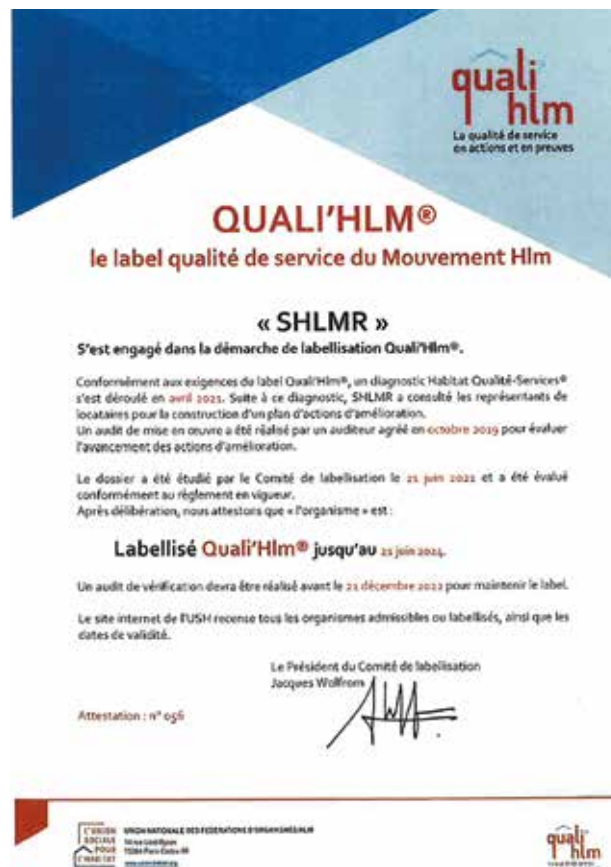 quali
hlm
La qualité de service
en actions et en preuves
QUALI'HLM®
le label qualité de service du Mouvement Hlm
« SHLMR »
S'est engagé dans la démarche de labellisation Quali'Hlm®.
Conformément aux exigences du label Quali'Hlm®, un diagnostic Habitat Qualité-Services®
s'est déroulé en avril 2021. Suite à ce diagnostic, SHLMR a consulté les représentants de
locataires pour la construction d'un plan d'actions d'amélioration.
Un audit de mise en œuvre a été réalisé par un auditeur agréé en octobre 2019 pour évaluer
l'avancement des actions d'amélioration.
Le dossier a été étudié par le Comité de labellisation le 21 juin 2021 et a été évalué
conformément au règlement en vigueur.
Après délibération, nous attestons que « l'organisme » est :
Labellisé Quali'Hlm® jusqu'au 21 juin 2024.
Un audit de vérification devra être réalisé avant le 21 décembre 2022 pour maintenir le label.
Le site internet de l'USH recense tous les organismes admissibles ou labellisés, ainsi que les
dates de validité.
Le Président du Comité de labellisation
Jacques Wolfrom
Attestation : n° 056
L'UNION
SOCIALE
POUR
L'HABITAT
UNION NATIONALE DES FÉDÉRATIONS D'ORGANISMES HLM
quali
hlm